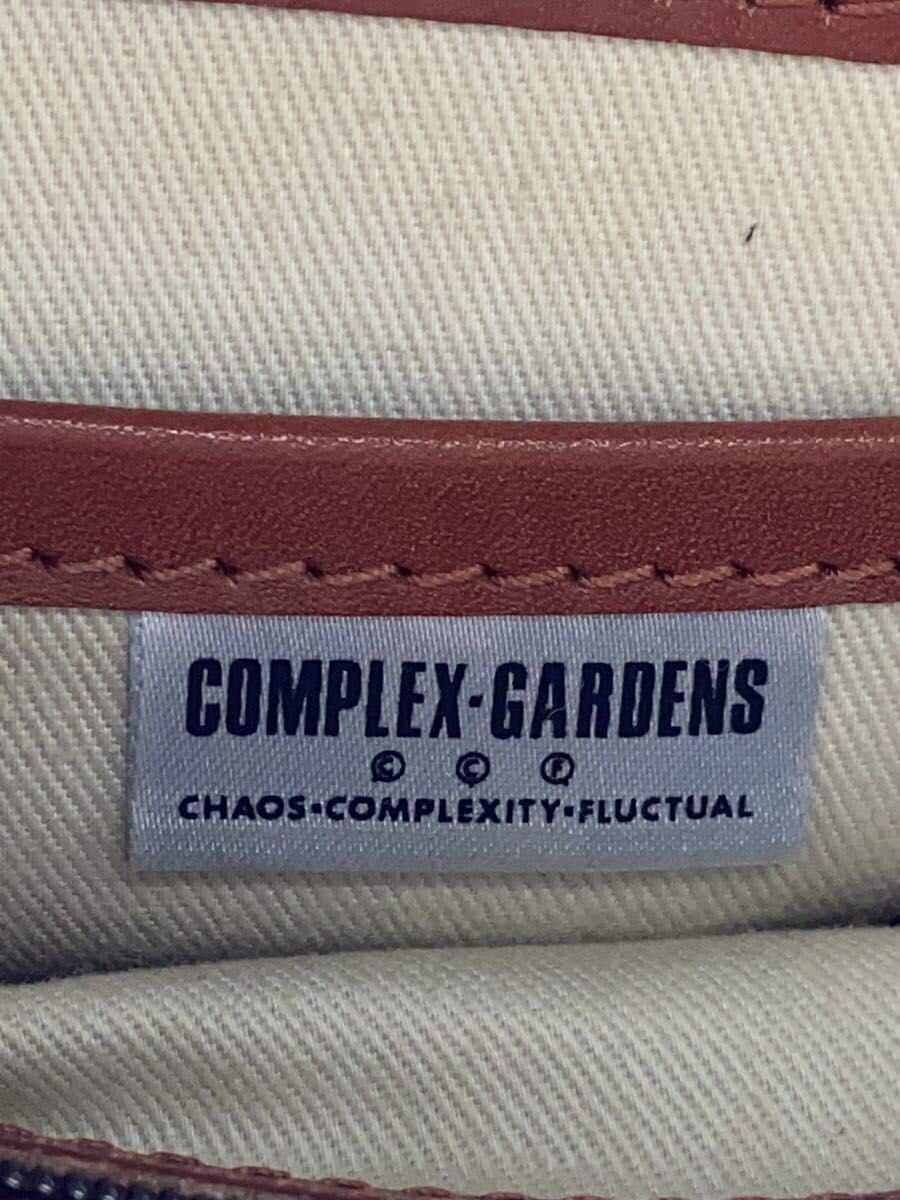 COMPLEX·GARDENS
Ⓒ Ⓒ Ⓕ
CHAOS·COMPLEXITY·FLUCTUAL